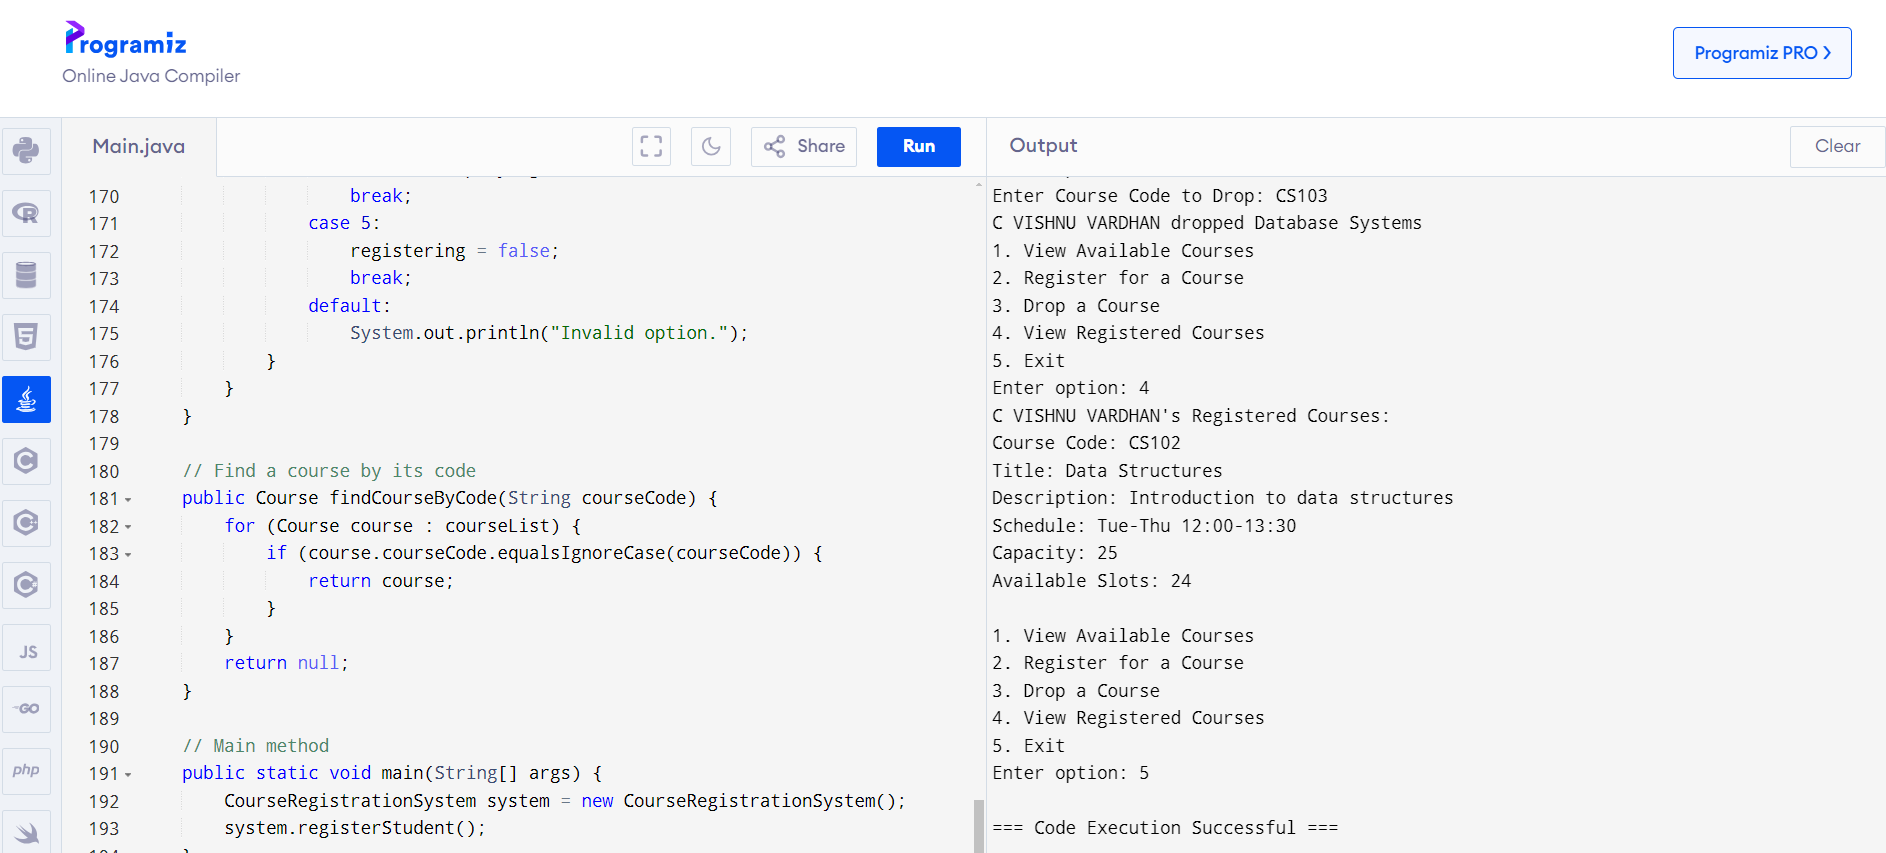 Programiz
Online Java Compiler
Programiz PRO
Main.java
Share
Run
170 break;
171 case 5:
172 registering = false;
173 break;
174 default:
175 System.out.println("Invalid option.");
176 }
177 }
178 }
179
180 // Find a course by its code
181 public Course findCourseByCode(String courseCode) {
182 for (Course course : courseList) {
183 if (course.courseCode.equalsIgnoreCase(courseCode)) {
184 return course;
185 }
186 }
187 return null;
188 }
189
190 // Main method
191 public static void main(String[] args) {
192 CourseRegistrationSystem system = new CourseRegistrationSystem();
193 system.registerStudent();
Output
Clear
Enter Course Code to Drop: CS103
C VISHNU VARDHAN dropped Database Systems
1. View Available Courses
2. Register for a Course
3. Drop a Course
4. View Registered Courses
5. Exit
Enter option: 4
C VISHNU VARDHAN's Registered Courses:
Course Code: CS102
Title: Data Structures
Description: Introduction to data structures
Schedule: Tue-Thu 12:00-13:30
Capacity: 25
Available Slots: 24
1. View Available Courses
2. Register for a Course
3. Drop a Course
4. View Registered Courses
5. Exit
Enter option: 5
=== Code Execution Successful ===
R
5
C
C
C
JS
GO
php